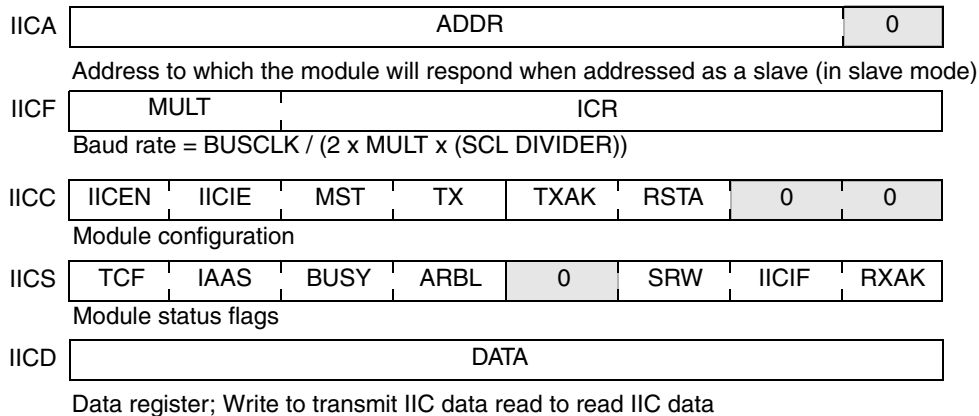 IICA ADDR 0
Address to which the module will respond when addressed as a slave (in slave mode)
IICF MULT ICR
Baud rate = BUSCLK / (2 x MULT x (SCL DIVIDER))
IICC IICEN IICIE MST TX TXAK RSTA 0 0
Module configuration
IICS TCF IAAS BUSY ARBL 0 SRW IICIF RXAK
Module status flags
IICD DATA
Data register; Write to transmit IIC data read to read IIC data